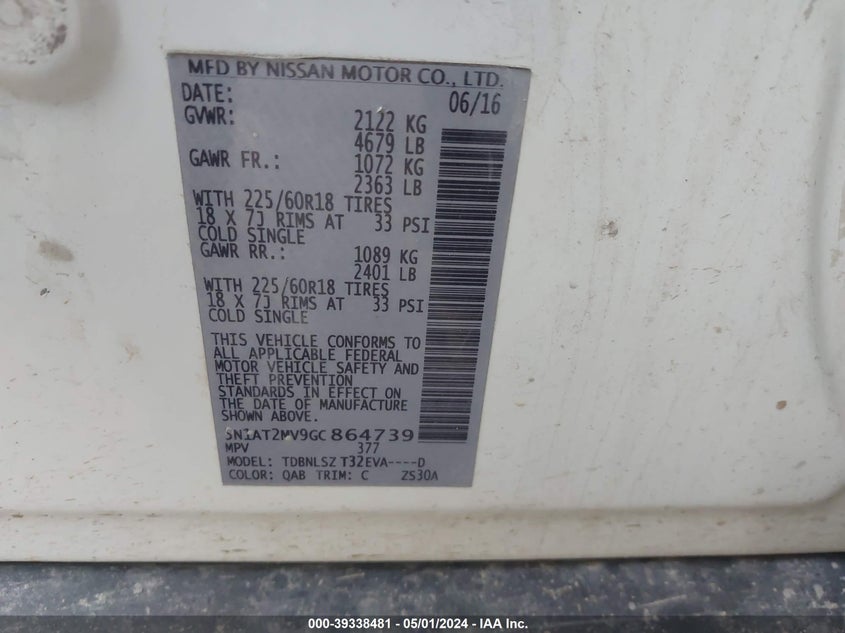 MFD BY NISSAN MOTOR CO., LTD.
DATE: 06/16
GVWR: 2122 KG
4679 LB
GAWR FR.: 1072 KG
2363 LB
WITH 225/60R18 TIRES
18 X 7J RIMS AT 33 PSI
COLD SINGLE
GAWR RR.: 1089 KG
2401 LB
WITH 225/60R18 TIRES
18 X 7J RIMS AT 33 PSI
COLD SINGLE
THIS VEHICLE CONFORMS TO
ALL APPLICABLE FEDERAL
MOTOR VEHICLE SAFETY AND
THEFT PREVENTION
STANDARDS IN EFFECT ON
THE DATE OF MANUFACTURE
SHOWN ABOVE.
5N1AT2MV9GC864739
MPV 377
MODEL: TDBNLSZ T32EVA----D
COLOR: QAB TRIM: C ZS30A
000-39338481 - 05/01/2024 - IAA Inc.